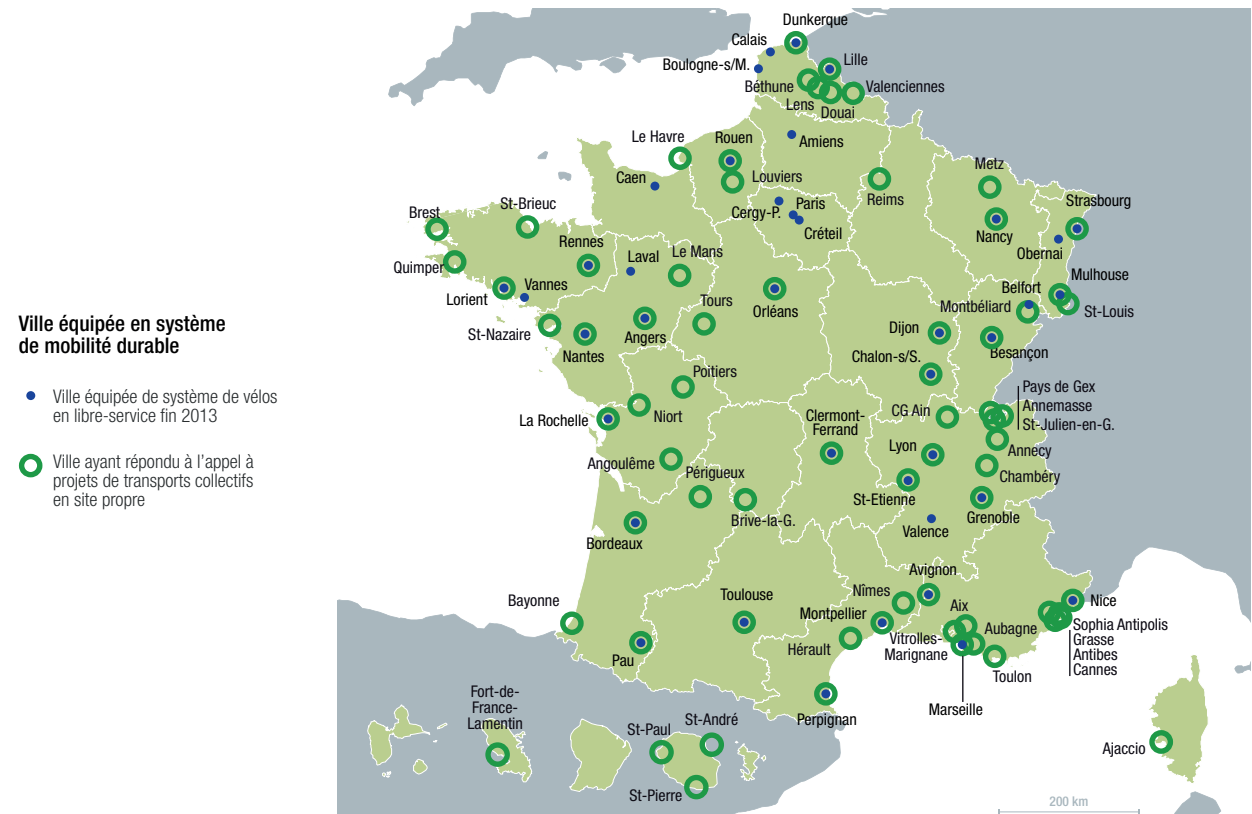 Ville équipée en système
de mobilité durable
Ville équipée de système de vélos
en libre-service fin 2013
Ville ayant répondu à l'appel à
projets de transports collectifs
en site propre
Dunkerque
Calais
Boulogne-s/M.
Lille
Béthune
Valenciennes
Lens
Douai
Amiens
Le Havre
Rouen
Louviers
Caen
Reims
Metz
Cergy-P.
Paris
Créteil
Nancy
Strasbourg
Obernai
Brest
St-Brieuc
Quimper
Rennes
Laval
Le Mans
Lorient
Vannes
Orléans
Belfort
Mulhouse
Montbéliard
St-Louis
St-Nazaire
Nantes
Angers
Tours
Dijon
Besançon
Chalon-s/S.
Poitiers
Niort
La Rochelle
Clermont-
Ferrand
CG Ain
Pays de Gex
Annemasse
St-Julien-en-G.
Annecy
Chambéry
Lyon
St-Etienne
Grenoble
Valence
Angoulême
Périgueux
Brive-la-G.
Bordeaux
Bayonne
Pau
Toulouse
Avignon
Nîmes
Montpellier
Hérault
Perpignan
Vitrolles-
Marignane
Aix
Aubagne
Marseille
Toulon
Nice
Sophia Antipolis
Grasse
Antibes
Cannes
Fort-de-
France-
Lamentin
St-Paul
St-André
St-Pierre
Ajaccio
200 km